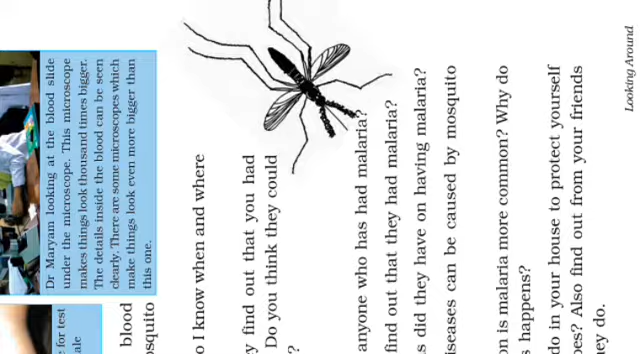 Dr Maryam looking at the blood slide
under the microscope. This microscope
makes things look thousand times bigger.
The details inside the blood can be seen
clearly. There are some microscopes which
make things look even more bigger than
this one.
for test
blood
I know when and where
find out that you had
Do you think they could
?
anyone who has had malaria?
find out that they had malaria?
did they have on having malaria?
can be caused by mosquito
is malaria more common? Why do
happens?
do in your house to protect yourself
Also find out from your friends
do.
Looking Around